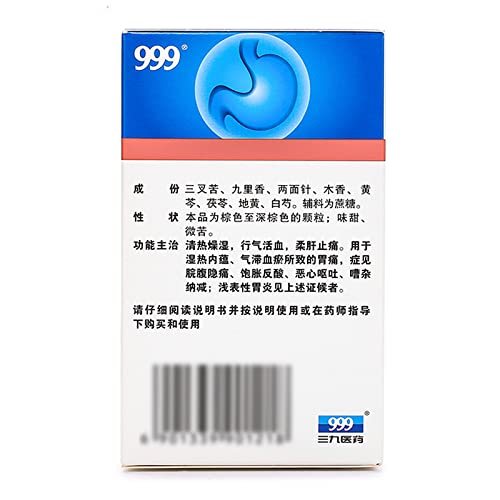 999®
成 份 三叉苦、九里香、两面针、木香、黄
芩、茯苓、地黄、白芍。辅料为蔗糖。
性 状 本品为棕色至深棕色的颗粒；味甜、
微苦。
功能主治 清热燥湿，行气活血，柔肝止痛。用于
湿热内蕴、气滞血瘀所致的胃痛，症见
脘腹隐痛、饱胀反酸、恶心呕吐、嘈杂
纳减；浅表性胃炎见上述证候者。
请仔细阅读说明书并按说明使用或在药师指导
下购买和使用
6 901339 901218
999®
三九医药